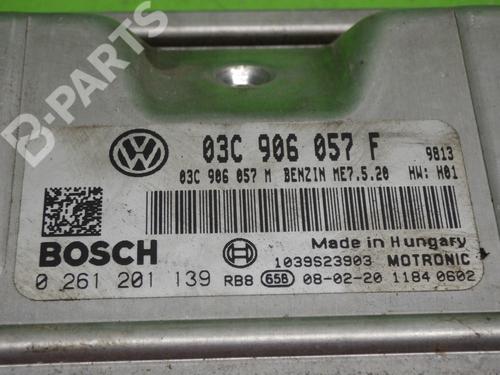 B-PARTS
03C 906 057 F 9813
03C 906 057 M BENZIN ME7.5.20 HW: H01
BOSCH
Made in Hungary
1039S23903 MOTRONIC
0 261 201 139 RB8 658 08-02-20 1184 0602